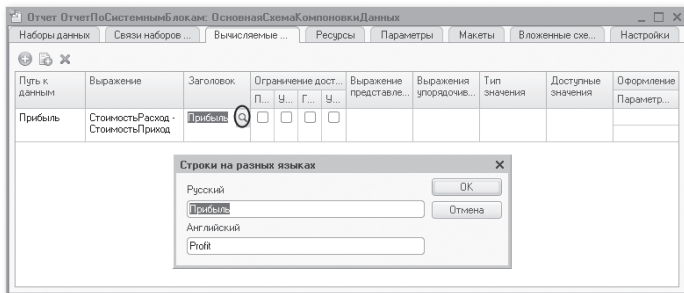 Отчет ОтчетПоСистемнымБлокам: ОсновнаяСхемаКомпоновкиДанных
Наборы данных Связи наборов ... Вычисляемые ... Ресурсы Параметры Макеты Вложенные схе... Настройки
Путь к данным Выражение Заголовок Ограничение дост... Выражение представле... Выражения упорядочив... Тип значения Доступные значения Оформление
П... У... Г... У... Параметр...
Прибыль СтоимостьРасход - Прибыль
СтоимостьПриход
Строки на разных языках
Русский OK
Прибыль Отмена
Английский
Profit